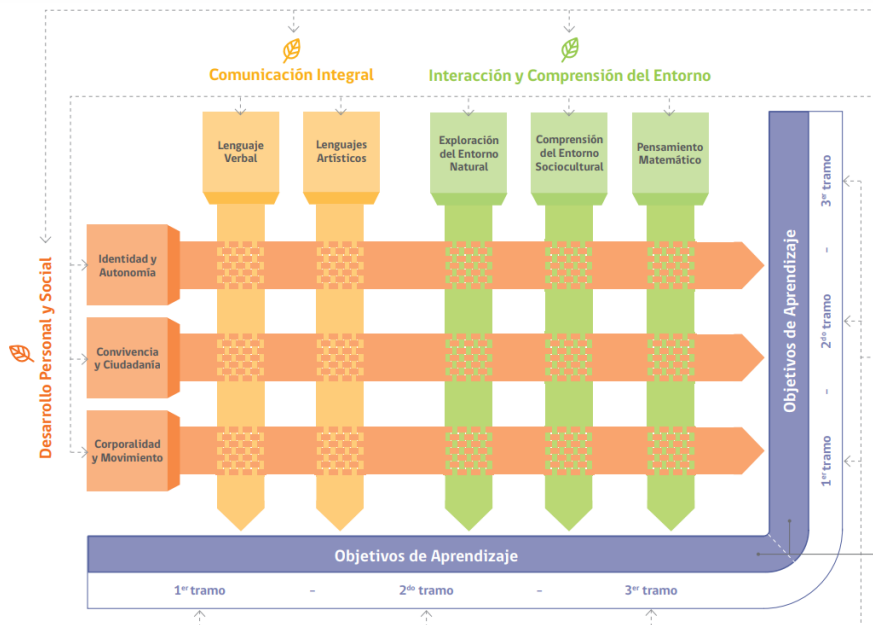 Comunicación Integral
Interacción y Comprensión del Entorno
Lenguaje
Verbal
Lenguajes
Artísticos
Exploración
del Entorno
Natural
Comprensión
del Entorno
Sociocultural
Pensamiento
Matemático
Desarrollo Personal y Social
Identidad y
Autonomía
Convivencia
y Ciudadanía
Corporalidad
y Movimiento
Objetivos de Aprendizaje
1er tramo – 2do tramo – 3er tramo
Objetivos de Aprendizaje
1er tramo – 2do tramo – 3er tramo